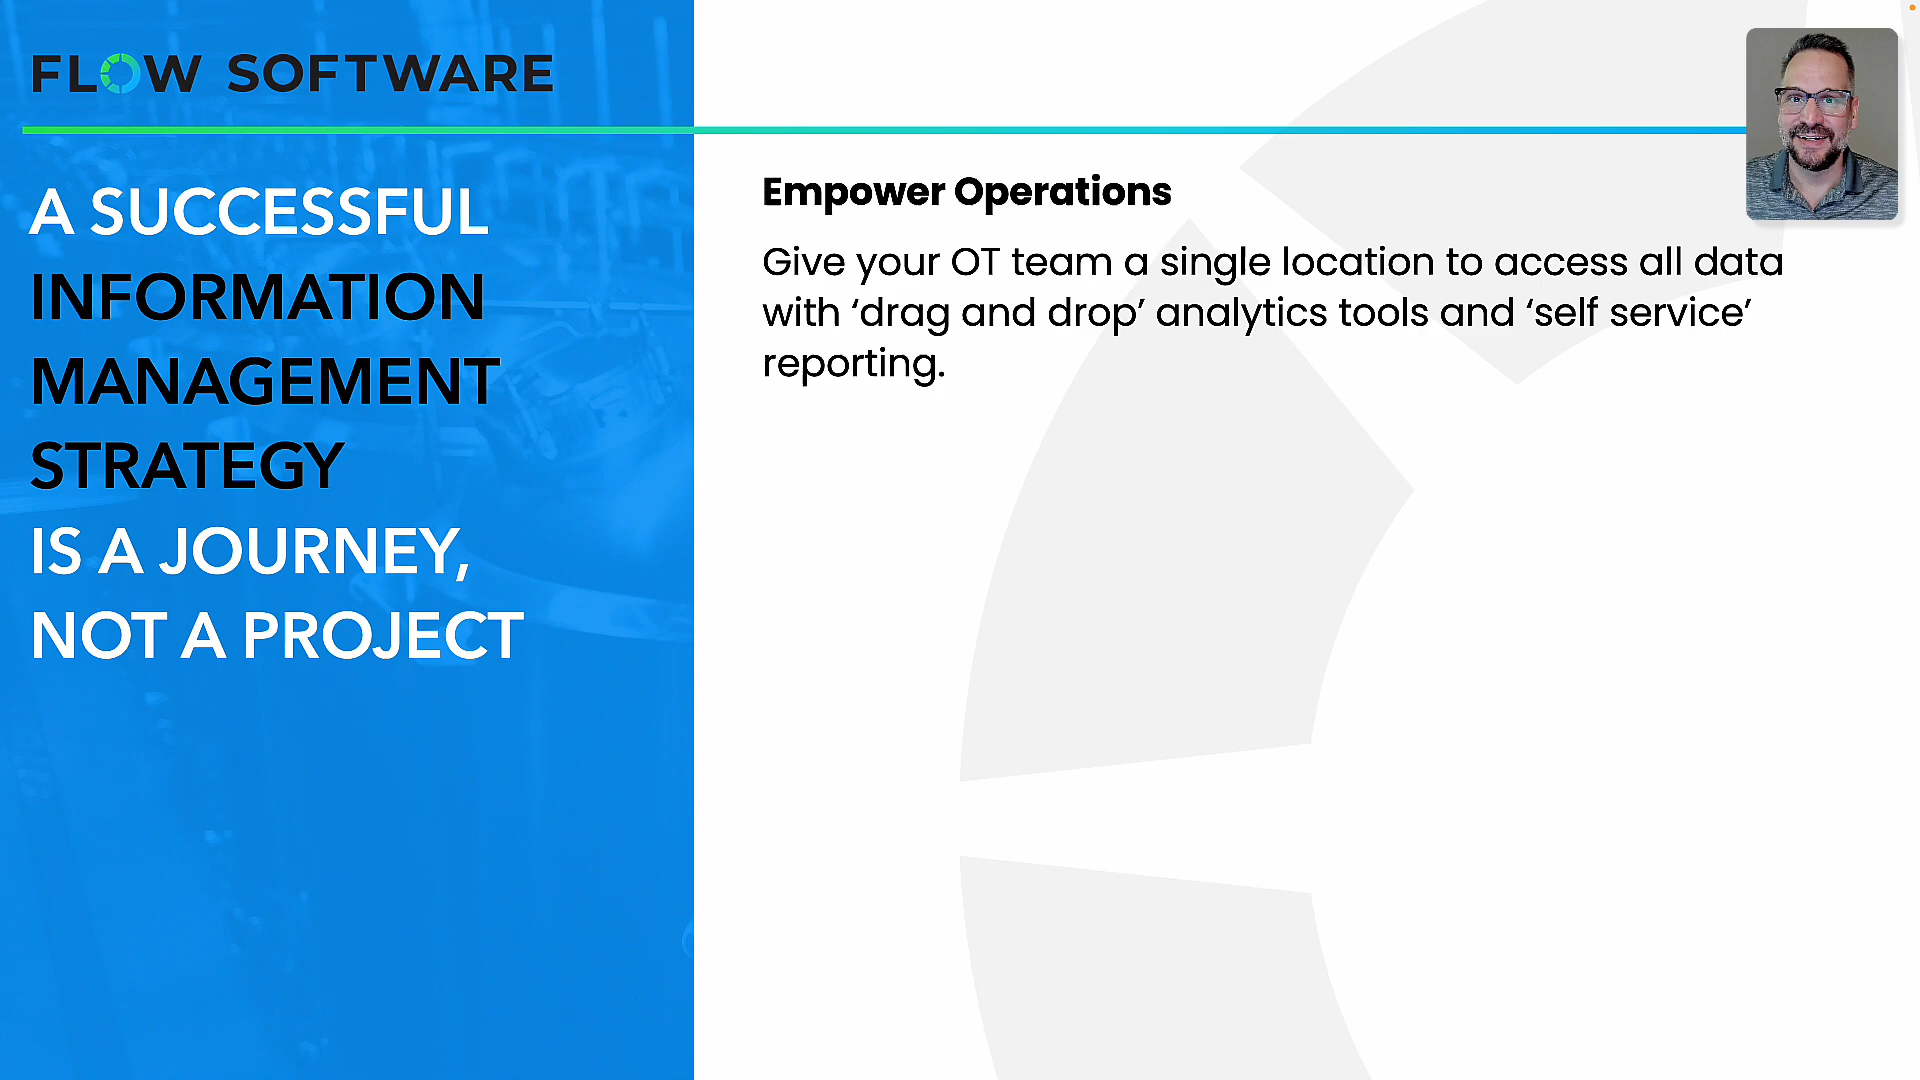 FLOW SOFTWARE
A SUCCESSFUL
INFORMATION
MANAGEMENT
STRATEGY
IS A JOURNEY,
NOT A PROJECT
Empower Operations
Give your OT team a single location to access all data
with ‘drag and drop’ analytics tools and ‘self service’
reporting.